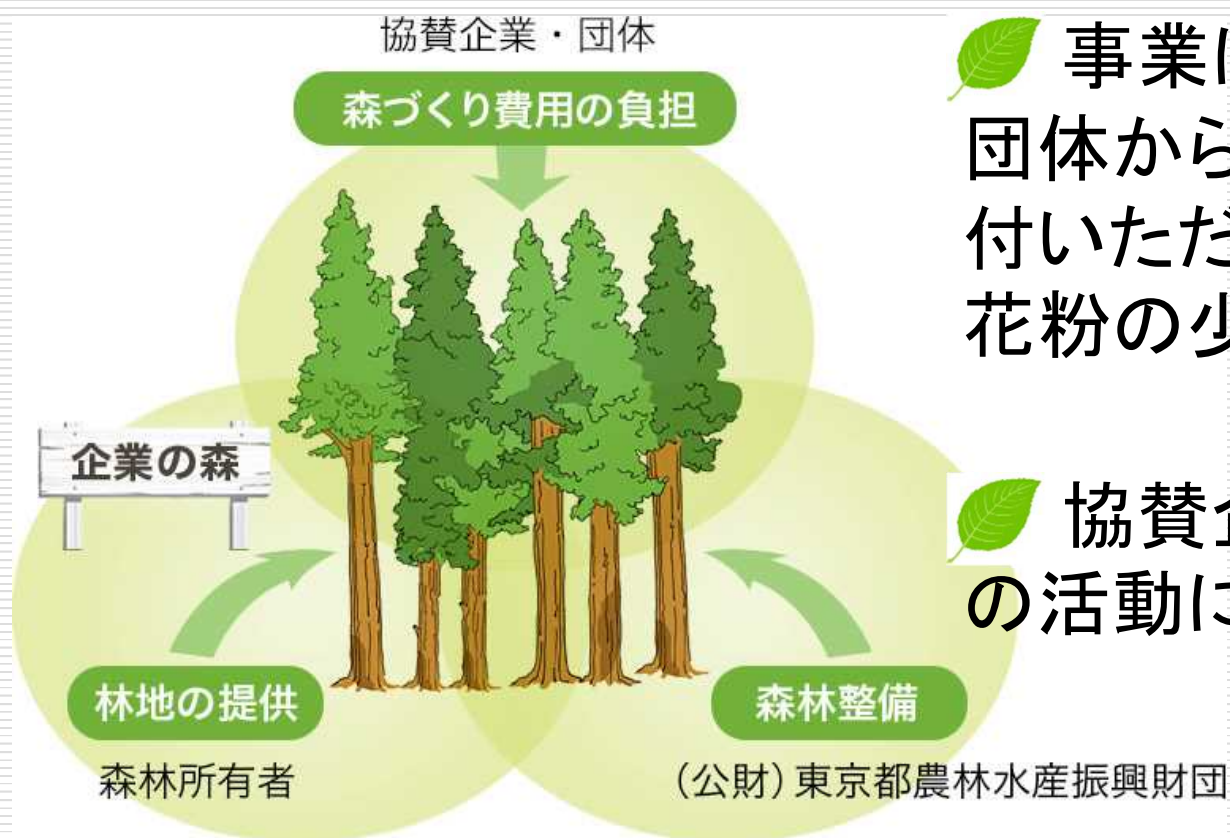 協賛企業・団体
森づくり費用の負担
企業の森
林地の提供
森林所有者
森林整備
（公財）東京都農林水産振興財団
事業
団体から
付いただ
花粉の少
協賛企
の活動に